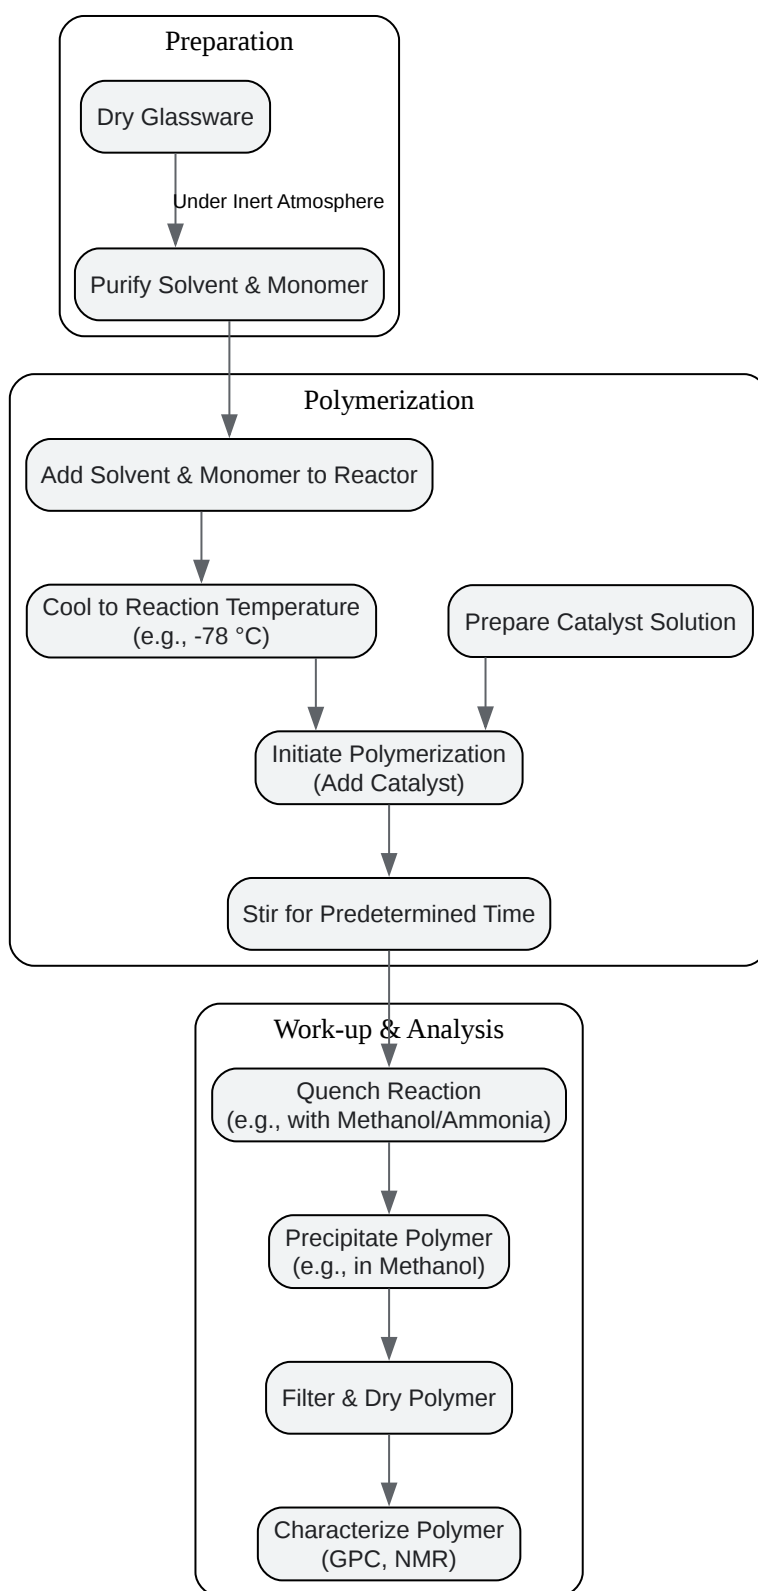 Preparation
Dry Glassware
Under Inert Atmosphere
Purify Solvent & Monomer
Polymerization
Add Solvent & Monomer to Reactor
Cool to Reaction Temperature
(e.g., -78 °C)
Prepare Catalyst Solution
Initiate Polymerization
(Add Catalyst)
Stir for Predetermined Time
Work-up & Analysis
Quench Reaction
(e.g., with Methanol/Ammonia)
Precipitate Polymer
(e.g., in Methanol)
Filter & Dry Polymer
Characterize Polymer
(GPC, NMR)